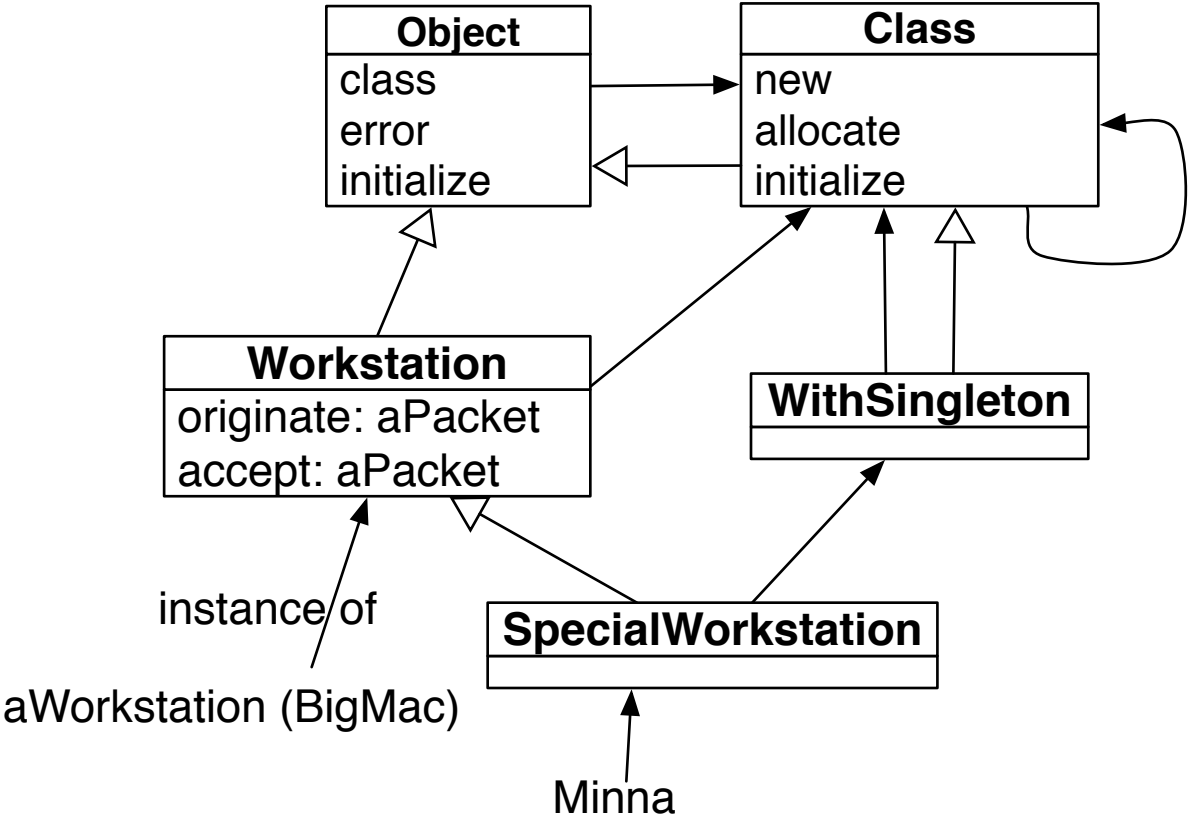 Object
class
error
initialize
Class
new
allocate
initialize
Workstation
originate: aPacket
accept: aPacket
WithSingleton
instance of
SpecialWorkstation
aWorkstation (BigMac)
Minna